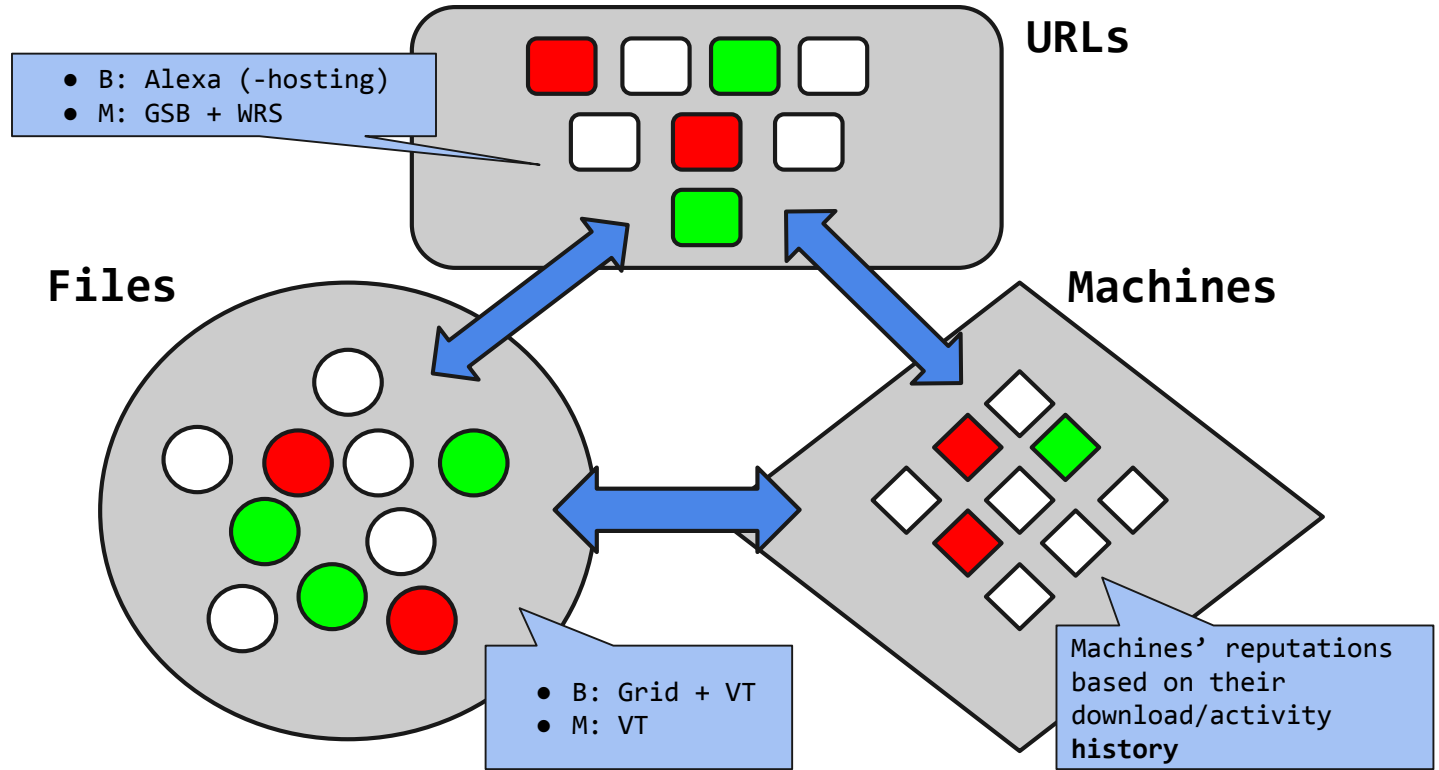 URLs
● B: Alexa (-hosting)
● M: GSB + WRS
Files
Machines
● B: Grid + VT
● M: VT
Machines’ reputations
based on their
download/activity
history